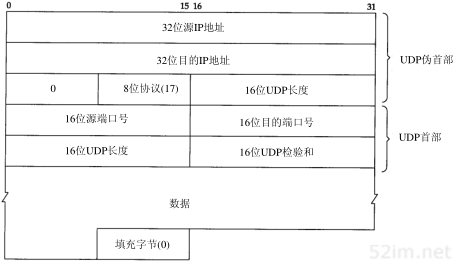 0 15 16 31
32位源IP地址
32位目的IP地址
UDP伪首部
0 8位协议(17) 16位UDP长度
16位源端口号 16位目的端口号
UDP首部
16位UDP长度 16位UDP检验和
数据
填充字节(0)
52im.net